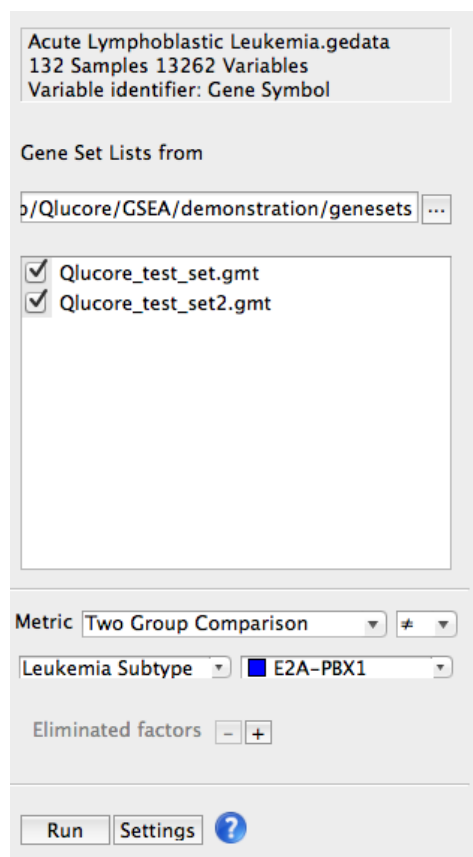 Acute Lymphoblastic Leukemia.gedata
132 Samples 13262 Variables
Variable identifier: Gene Symbol
Gene Set Lists from
/Qlucore/GSEA/demonstration/genesets ...
Qlucore_test_set.gmt
Qlucore_test_set2.gmt
Metric Two Group Comparison ≠
Leukemia Subtype E2A-PBX1
Eliminated factors - +
Run Settings ?